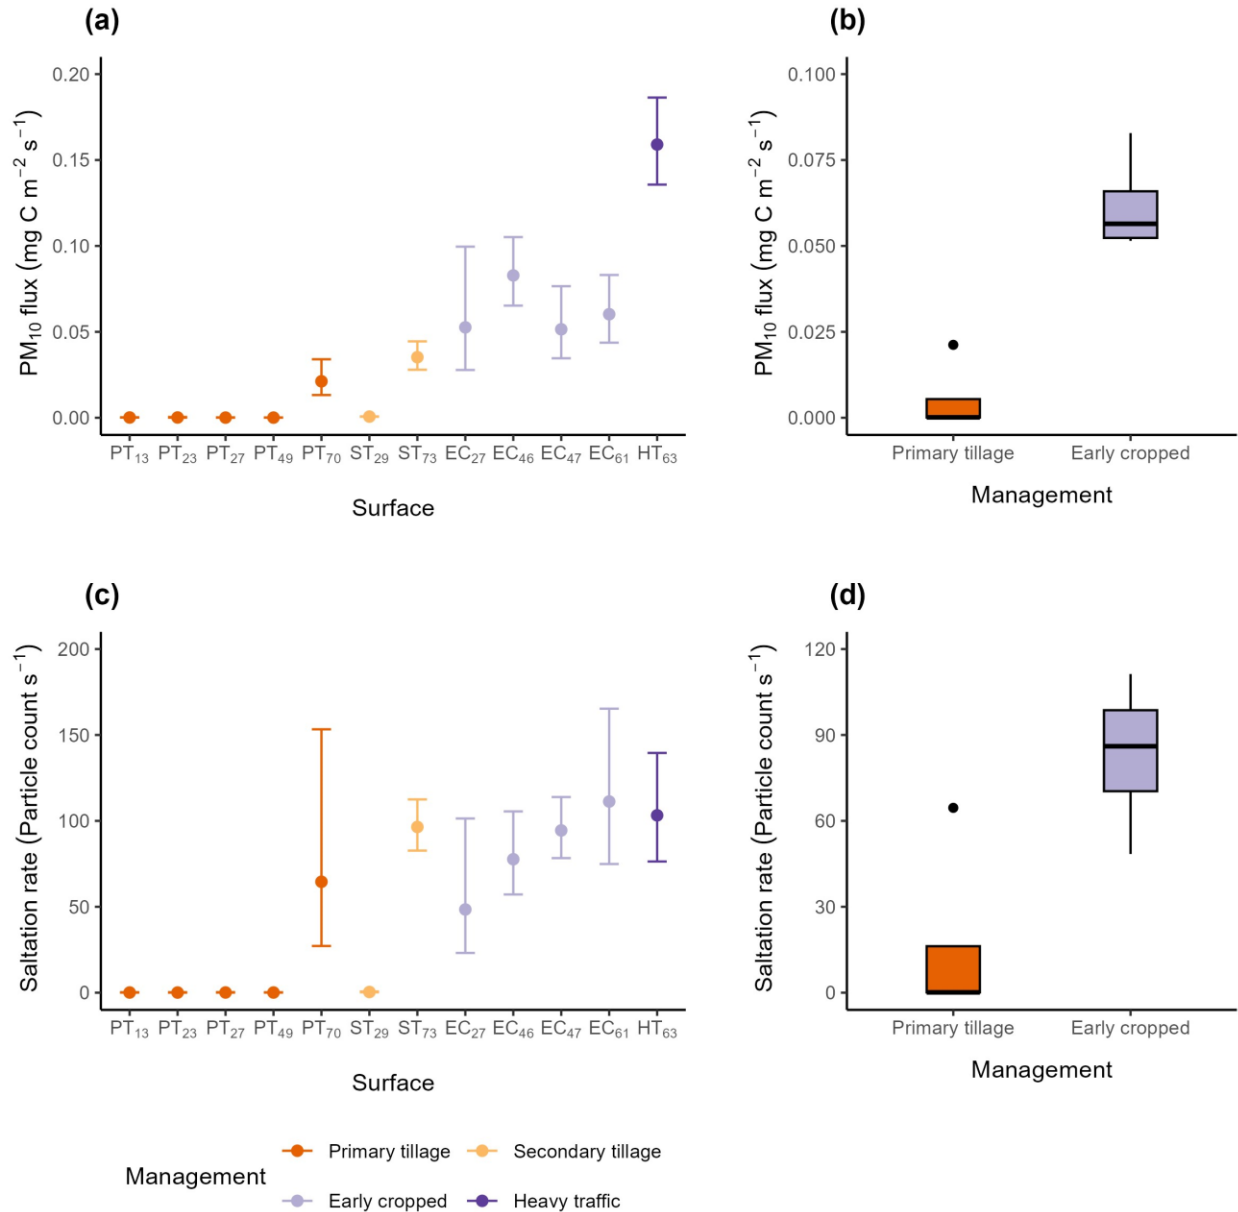 (a)
PM₁₀ flux (mg C m⁻² s⁻¹)
0.20
0.15
0.10
0.05
0.00
PT₁₃ PT₂₃ PT₂₇ PT₄₉ PT₇₀ ST₂₉ ST₇₃ EC₂₇ EC₄₆ EC₄₇ EC₆₁ HT₆₃
Surface
(b)
PM₁₀ flux (mg C m⁻² s⁻¹)
0.100
0.075
0.050
0.025
0.000
Primary tillage Early cropped
Management
(c)
Saltation rate (Particle count s⁻¹)
200
150
100
50
0
PT₁₃ PT₂₃ PT₂₇ PT₄₉ PT₇₀ ST₂₉ ST₇₃ EC₂₇ EC₄₆ EC₄₇ EC₆₁ HT₆₃
Surface
(d)
Saltation rate (Particle count s⁻¹)
120
90
60
30
0
Primary tillage Early cropped
Management
Management
Primary tillage Secondary tillage
Early cropped Heavy traffic